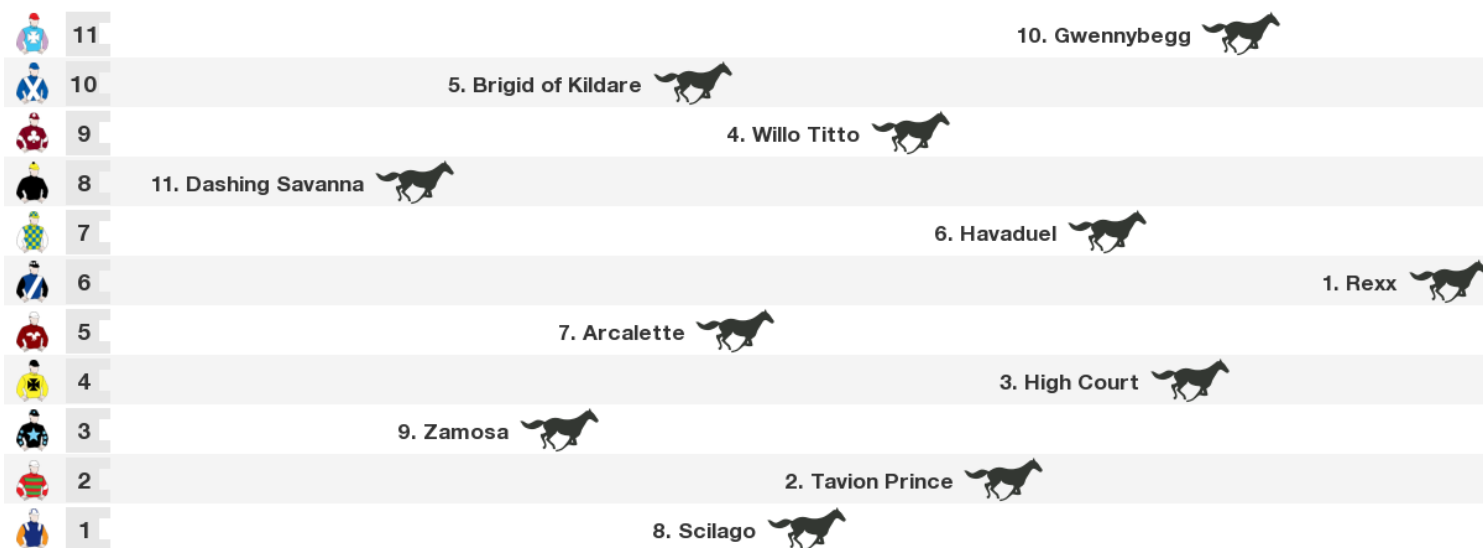 11 10. Gwennybegg
10 5. Brigid of Kildare
9 4. Willo Titto
8 11. Dashing Savanna
7 6. Havaduel
6 1. Rexx
5 7. Arcalette
4 3. High Court
3 9. Zamosa
2 2. Tavion Prince
1 8. Scilago